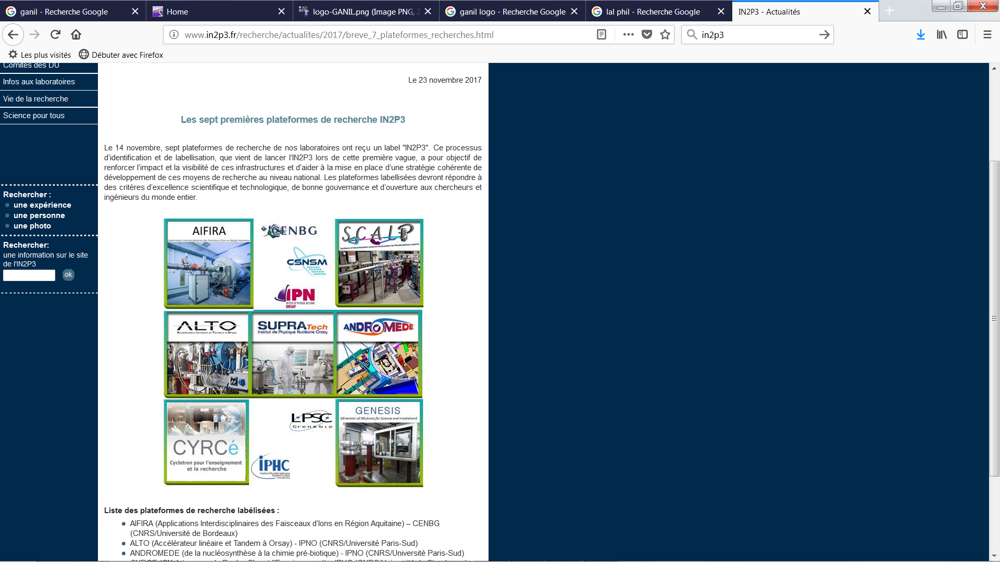 ganil - Recherche Google
Home
logo-GANIL.png (Image PNG, 2
ganil logo - Recherche Google
lal phil - Recherche Google
IN2P3 - Actualités
www.in2p3.fr/recherche/actualites/2017/breve_7_plateformes_recherches.html
in2p3
Les plus visités
Débuter avec Firefox
Comités des DU
Infos aux laboratoires
Vie de la recherche
Science pour tous
Rechercher :
une expérience
une personne
une photo
Rechercher:
une information sur le site
de l'IN2P3
ok
Le 23 novembre 2017
Les sept premières plateformes de recherche IN2P3
Le 14 novembre, sept plateformes de recherche de nos laboratoires ont reçu un label "IN2P3". Ce processus
d’identification et de labellisation, que vient de lancer l’IN2P3 lors de cette première vague, a pour objectif de
renforcer l’impact et la visibilité de ces infrastructures et d’aider à la mise en place d’une stratégie cohérente de
développement de ces moyens de recherche au niveau national. Les plateformes labellisées devront répondre à
des critères d’excellence scientifique et technologique, de bonne gouvernance et d’ouverture aux chercheurs et
ingénieurs du monde entier.
AIFIRA
Applications Interdisciplinaires des Faisceaux d'Ions en Région Aquitaine
CENBG
CSNSM
IPN
INSTITUT DE PHYSIQUE NUCLÉAIRE
ORSAY
SCALP
Synthesis & Characterization using ion AcceLerators for Pluridisciplinary research
ALTO
Accélérateur Linéaire et Tandem à Orsay
SUPRATech
Institut de Physique Nucléaire Orsay
ANDROMEDE
CYRCé
Cyclotron pour l'enseignement
et la recherche
LPSC
Grenoble
iPHC
Institut Pluridisciplinaire
Hubert CURIEN
STRASBOURG
GENESIS
GEnerator of NEutrons for Science and IrradiationS
Liste des plateformes de recherche labélisées :
AIFIRA (Applications Interdisciplinaires des Faisceaux d’Ions en Région Aquitaine) – CENBG
(CNRS/Université de Bordeaux)
ALTO (Accélérateur linéaire et Tandem à Orsay) - IPNO (CNRS/Université Paris-Sud)
ANDROMEDE (de la nucléosynthèse à la chimie pré-biotique) - IPNO (CNRS/Université Paris-Sud)